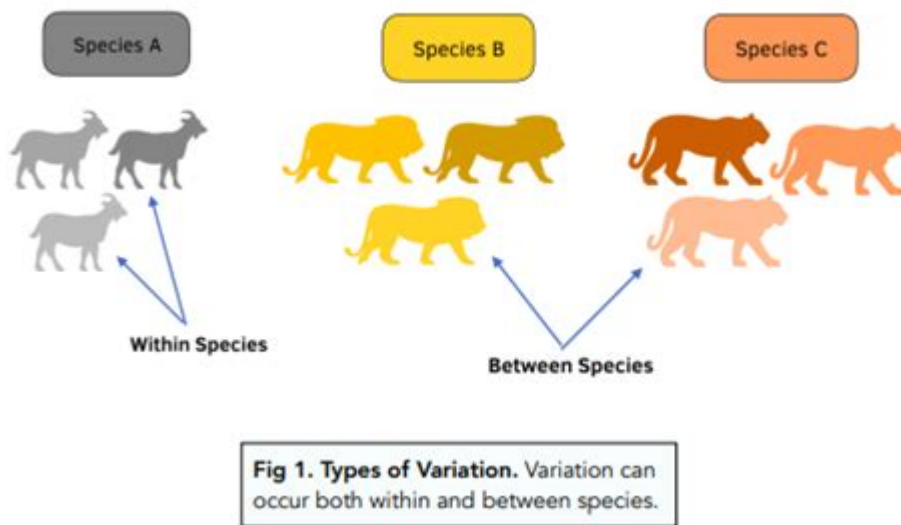 Species A
Species B
Species C
Within Species
Between Species
Fig 1. Types of Variation. Variation can
occur both within and between species.